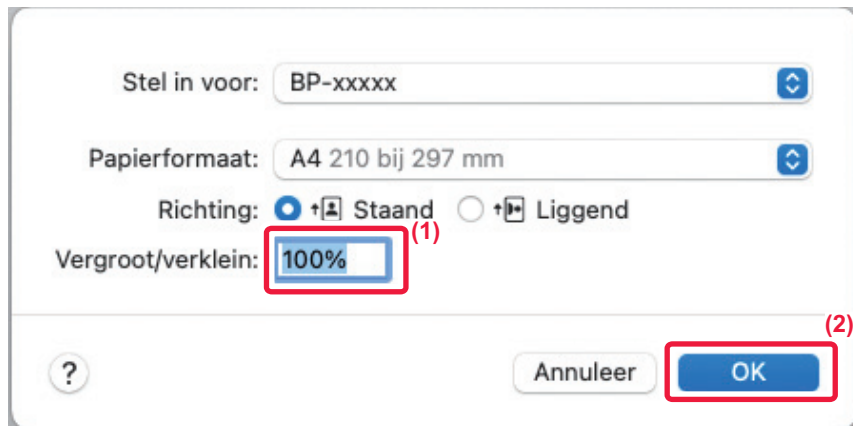 Stel in voor: BP-xxxxx
Papierformaat: A4 210 bij 297 mm
Richting: Staand Liggend
(1)
Vergroot/verklein: 100%
(2)
? Annuleer OK